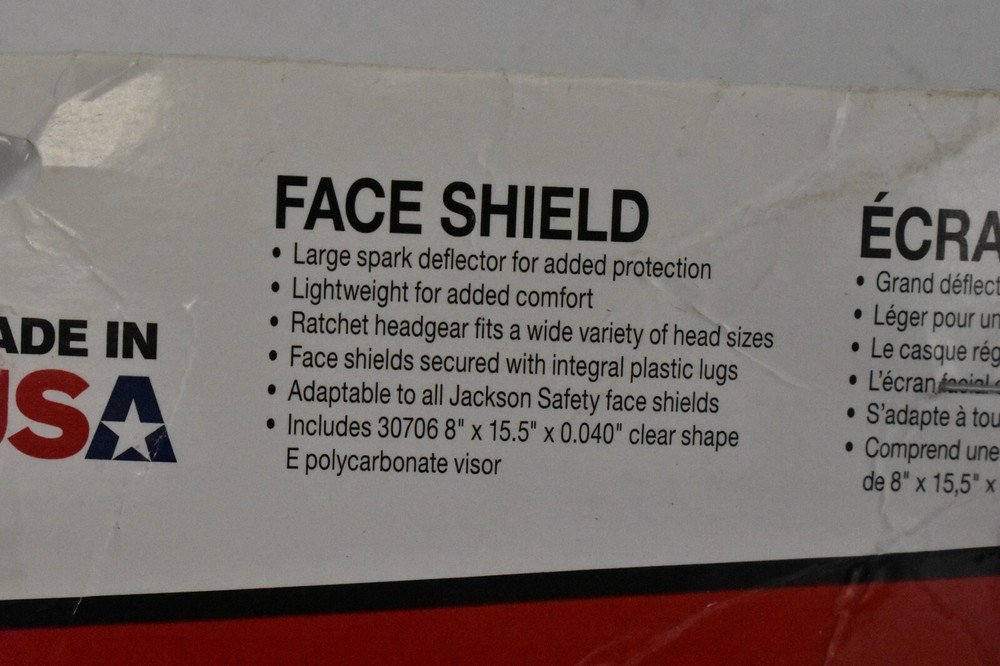 ADE IN
USA
FACE SHIELD
• Large spark deflector for added protection
• Lightweight for added comfort
• Ratchet headgear fits a wide variety of head sizes
• Face shields secured with integral plastic lugs
• Adaptable to all Jackson Safety face shields
• Includes 30706 8" x 15.5" x 0.040" clear shape
E polycarbonate visor
ÉCRA
• Grand déflect
• Léger pour un
• Le casque rég
• L'écran facial
• S'adapte à tou
• Comprend une
de 8" x 15,5" x